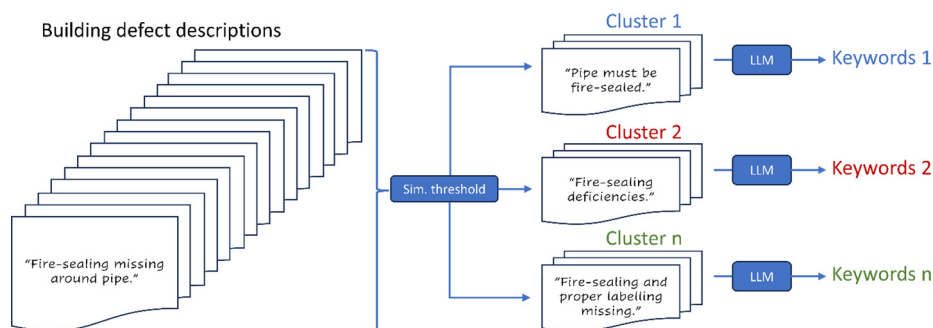 Building defect descriptions
"Fire-sealing missing
around pipe."
Sim. threshold
Cluster 1
"Pipe must be
fire-sealed."
LLM
Keywords 1
Cluster 2
"Fire-sealing
deficiencies."
LLM
Keywords 2
Cluster n
"Fire-sealing and
proper labelling
missing."
LLM
Keywords n